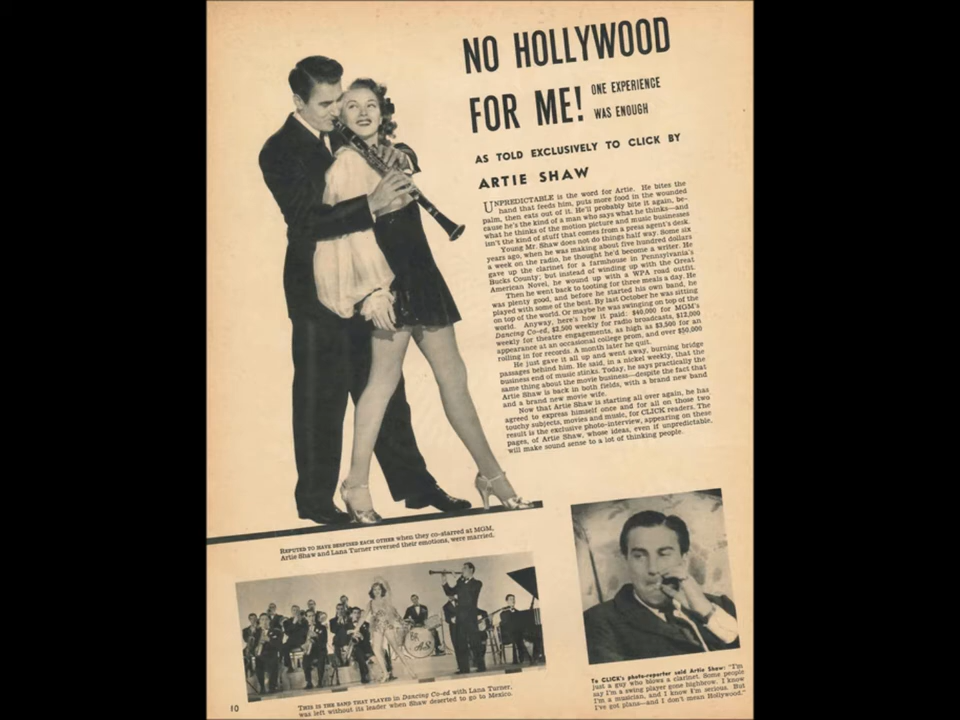 NO HOLLYWOOD
FOR ME!
ONE EXPERIENCE
WAS ENOUGH
AS TOLD EXCLUSIVELY TO CLICK BY
ARTIE SHAW
UNPREDICTABLE is the word for Artie. He bites the
hand that feeds him, puts more food in the wounded
palm, then eats out of it. He'll probably bite it again, be-
cause he's the kind of a man who says what he thinks—and
what he thinks of the motion picture and music businesses
isn't the kind of stuff that comes from a press agent's desk.
Young Mr. Shaw does not do things half way. Some six
years ago, when he was making about five hundred dollars
a week on the radio, he thought he'd become a writer. He
gave up the clarinet for a farmhouse in Pennsylvania's
Bucks County; but instead of winding up with the Great
American Novel, he wound up with a WPA road outfit.
Then he went back to tooting for three meals a day. He
was plenty good, and before he started his own band, he
played with some of the best. By last October he was sitting
on top of the world. Or maybe he was swinging on top of the
world. Anyway, here's how it paid: $40,000 for MGM's
Dancing Co-ed, $2,500 weekly for radio broadcasts, $12,000
weekly for theatre engagements, as high as $3,500 for an
appearance at an occasional college prom, and over $50,000
rolling in for records. A month later he quit.
He just gave it all up and went away, burning bridge
passages behind him. He said, in a nickel weekly, that the
business end of music stinks. Today, he says practically the
same thing about the movie business—despite the fact that
Artie Shaw is back in both fields, with a brand new band
and a brand new movie wife.
Now that Artie Shaw is starting all over again, he has
agreed to express himself once and for all on those two
touchy subjects, movies and music, for CLICK readers. The
result is the exclusive photo-interview, appearing on these
pages, of Artie Shaw, whose ideas, even if unpredictable,
will make sound sense to a lot of thinking people.
REPUTED TO HAVE DESPISED EACH OTHER when they co-starred at MGM,
Artie Shaw and Lana Turner reversed their emotions, were married.
A.S.
THIS IS THE BAND THAT PLAYED in Dancing Co-ed with Lana Turner,
was left without its leader when Shaw deserted to go to Mexico.
To CLICK's photo-reporter said Artie Shaw: "I'm
just a guy who blows a clarinet. Some people
say I'm a swing player gone highbrow. I know
I'm a musician, and I know I'm serious. But
I've got plans—and I don't mean Hollywood."
10